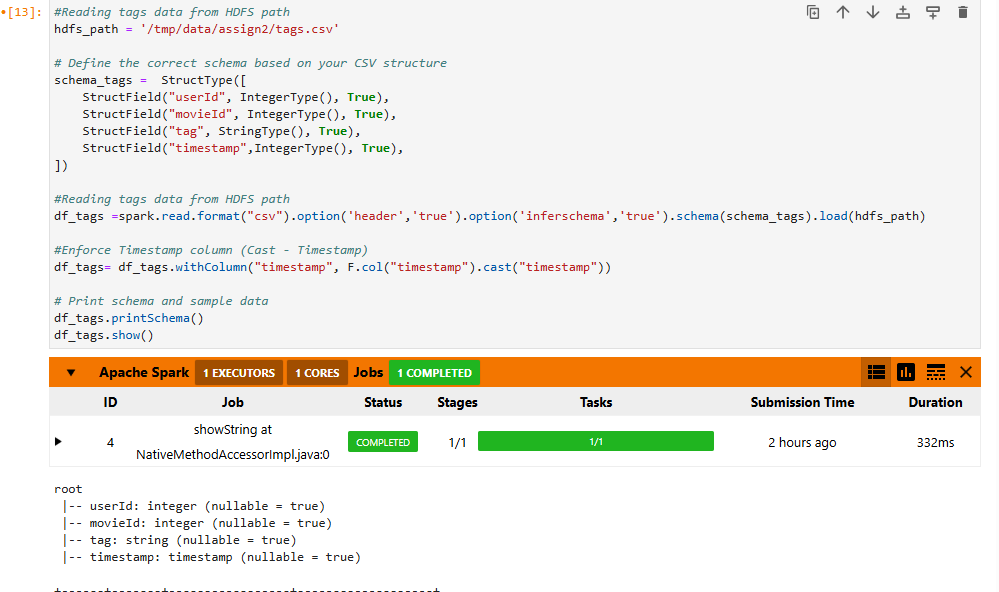 [13]:
#Reading tags data from HDFS path
hdfs_path = '/tmp/data/assign2/tags.csv'
# Define the correct schema based on your CSV structure
schema_tags =  StructType([
    StructField("userId", IntegerType(), True),
    StructField("movieId", IntegerType(), True),
    StructField("tag", StringType(), True),
    StructField("timestamp",IntegerType(), True),
])
#Reading tags data from HDFS path
df_tags =spark.read.format("csv").option('header','true').option('inferschema','true').schema(schema_tags).load(hdfs_path)
#Enforce Timestamp column (Cast - Timestamp)
df_tags= df_tags.withColumn("timestamp", F.col("timestamp").cast("timestamp"))
# Print schema and sample data
df_tags.printSchema()
df_tags.show()
Apache Spark 1 EXECUTORS 1 CORES Jobs 1 COMPLETED
ID Job Status Stages Tasks Submission Time Duration
4 showString at NativeMethodAccessorImpl.java:0 COMPLETED 1/1 1/1 2 hours ago 332ms
root
 |-- userId: integer (nullable = true)
 |-- movieId: integer (nullable = true)
 |-- tag: string (nullable = true)
 |-- timestamp: timestamp (nullable = true)